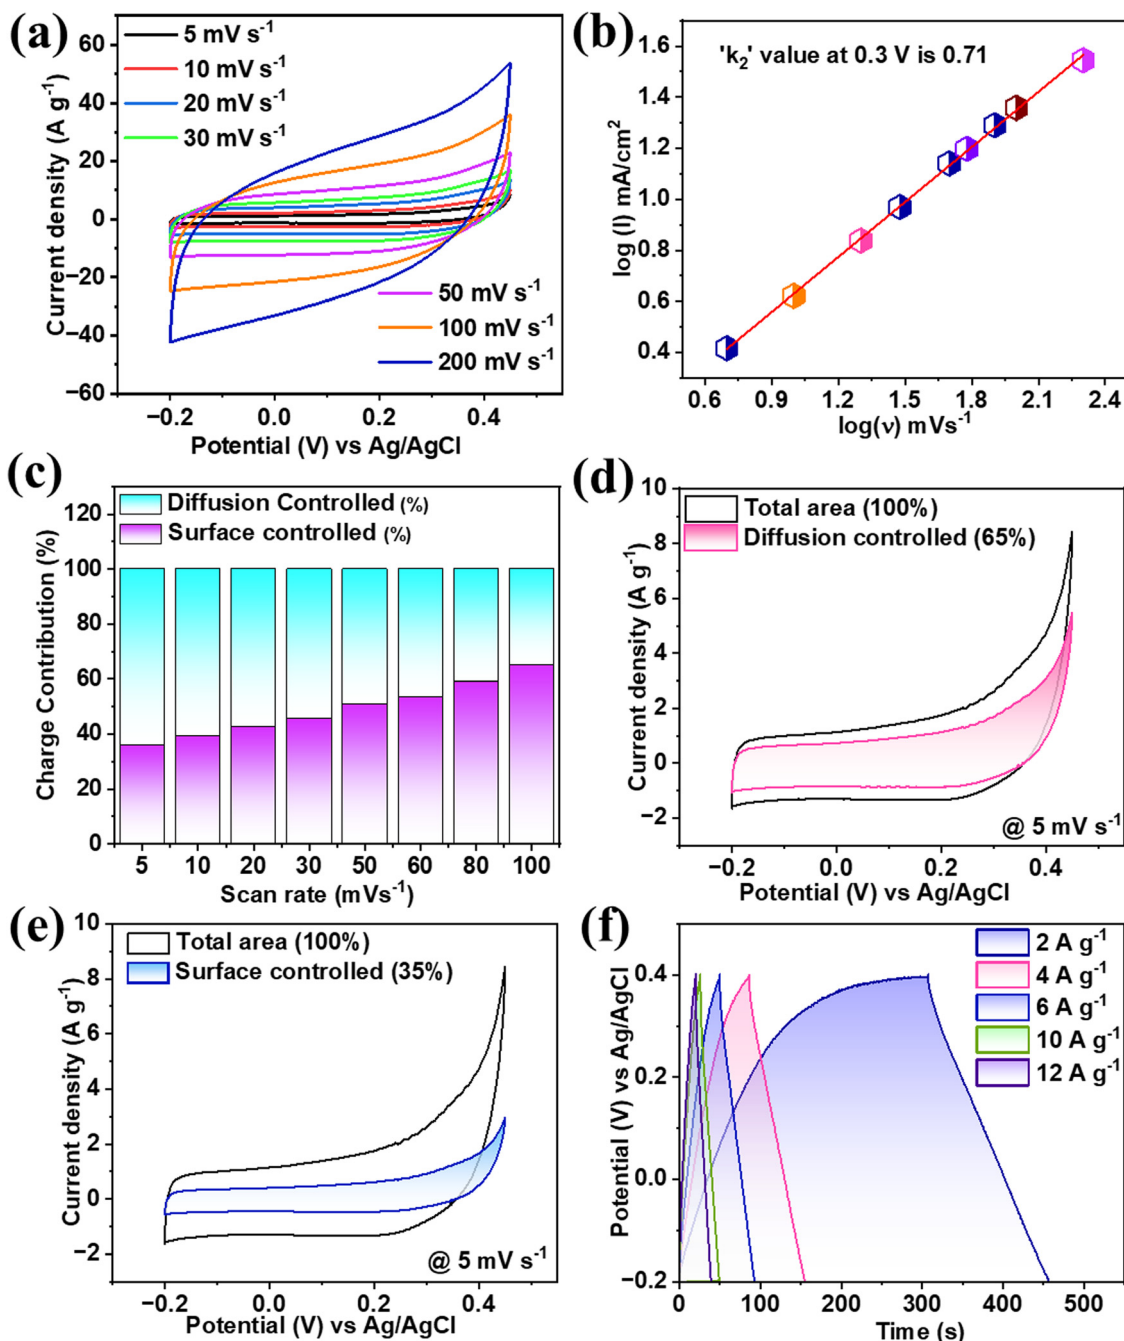 (a)
60
40
20
0
−20
−40
−60
Current density (A g⁻¹)
5 mV s⁻¹
10 mV s⁻¹
20 mV s⁻¹
30 mV s⁻¹
50 mV s⁻¹
100 mV s⁻¹
200 mV s⁻¹
−0.2 0.0 0.2 0.4
Potential (V) vs Ag/AgCl
(b)
'k₂' value at 0.3 V is 0.71
1.6
1.4
1.2
1.0
0.8
0.6
0.4
log (I) mA/cm²
0.6 0.9 1.2 1.5 1.8 2.1 2.4
log(ν) mVs⁻¹
(c)
Diffusion Controlled (%)
Surface controlled (%)
120
100
80
60
40
20
0
Charge Contribution (%)
5 10 20 30 50 60 80 100
Scan rate (mVs⁻¹)
(d)
Total area (100%)
Diffusion controlled (65%)
10
8
6
4
2
0
−2
Current density (A g⁻¹)
@ 5 mV s⁻¹
−0.2 0.0 0.2 0.4
Potential (V) vs Ag/AgCl
(e)
Total area (100%)
Surface controlled (35%)
10
8
6
4
2
0
−2
Current density (A g⁻¹)
@ 5 mV s⁻¹
−0.2 0.0 0.2 0.4
Potential (V) vs Ag/AgCl
(f)
2 A g⁻¹
4 A g⁻¹
6 A g⁻¹
10 A g⁻¹
12 A g⁻¹
0.4
0.2
0.0
−0.2
Potential (V) vs Ag/AgCl
0 100 200 300 400 500
Time (s)